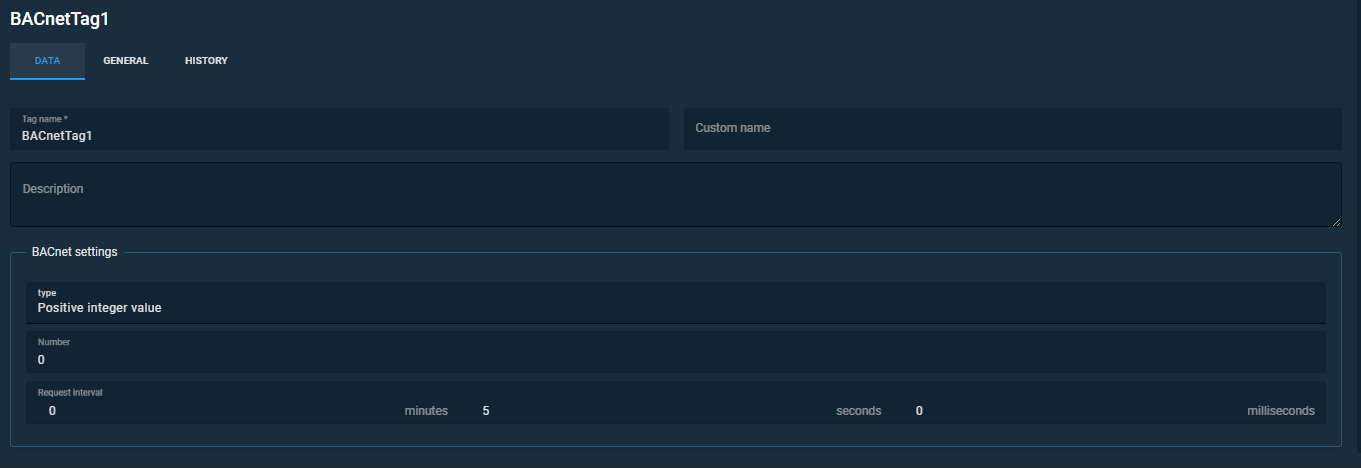 BACnetTag1
DATA GENERAL HISTORY
Tag name *
BACnetTag1
Custom name
Description
BACnet settings
type
Positive integer value
Number
0
Request interval
0 minutes 5 seconds 0 milliseconds